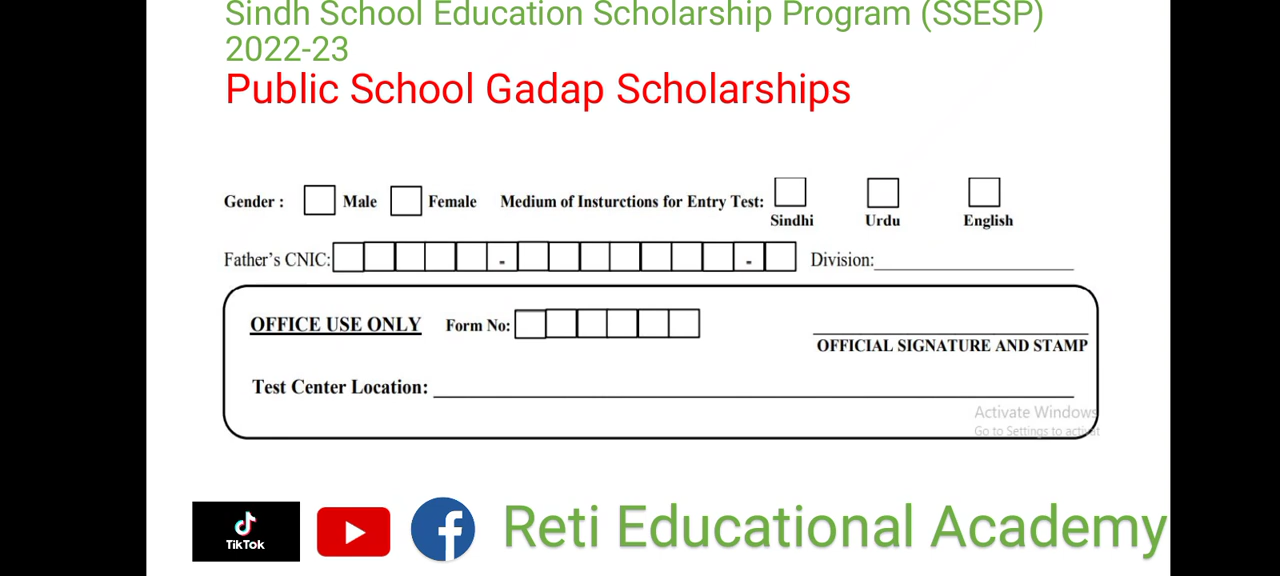 Sindh School Education Scholarship Program (SSESP)
2022-23
Public School Gadap Scholarships
Gender : Male Female Medium of Insturctions for Entry Test:
Sindhi Urdu English
Father's CNIC: - - Division:
OFFICE USE ONLY Form No:
OFFICIAL SIGNATURE AND STAMP
Test Center Location:
Activate Windows
Go to Settings to activat
TikTok
Reti Educational Academy